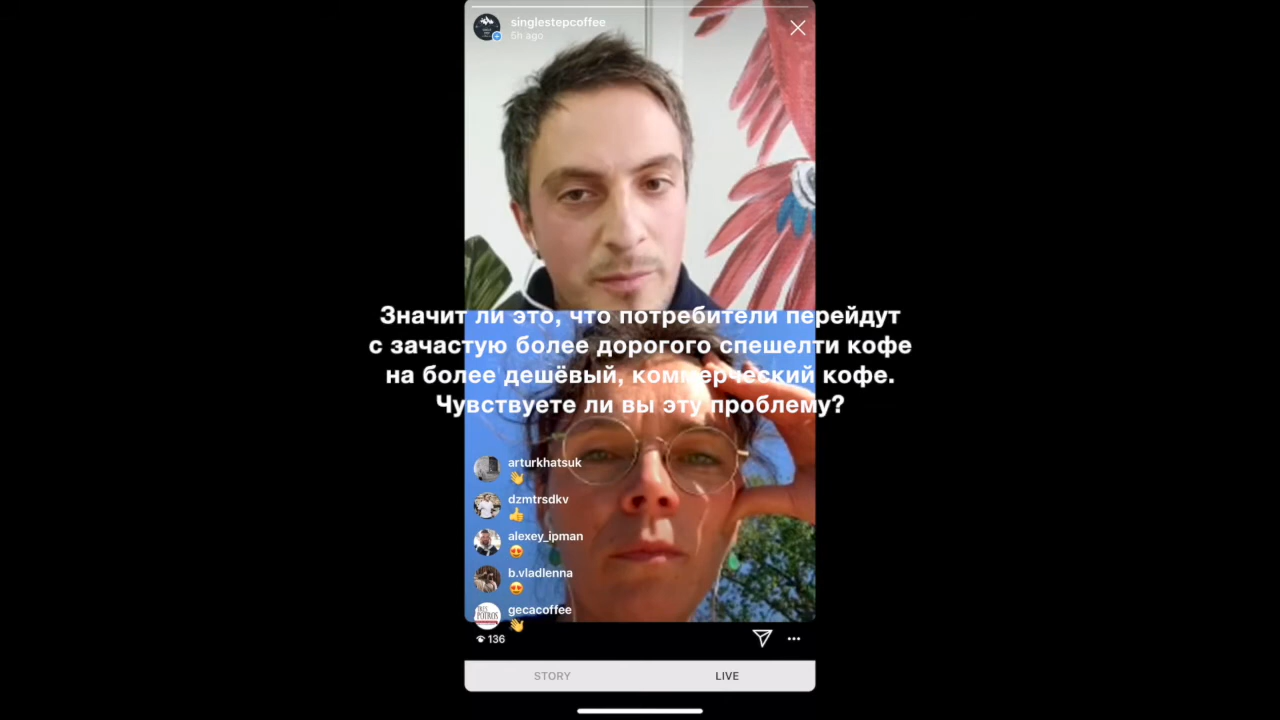 singlestepcoffee
5h ago
Значит ли это, что потребители перейдут
с зачастую более дорогого спешелти кофе
на более дешёвый, коммерческий кофе.
Чувствуете ли вы эту проблему?
arturkhatsuk
dzmtrsdkv
alexey_ipman
b.vladlenna
gecacoffee
136
STORY
LIVE